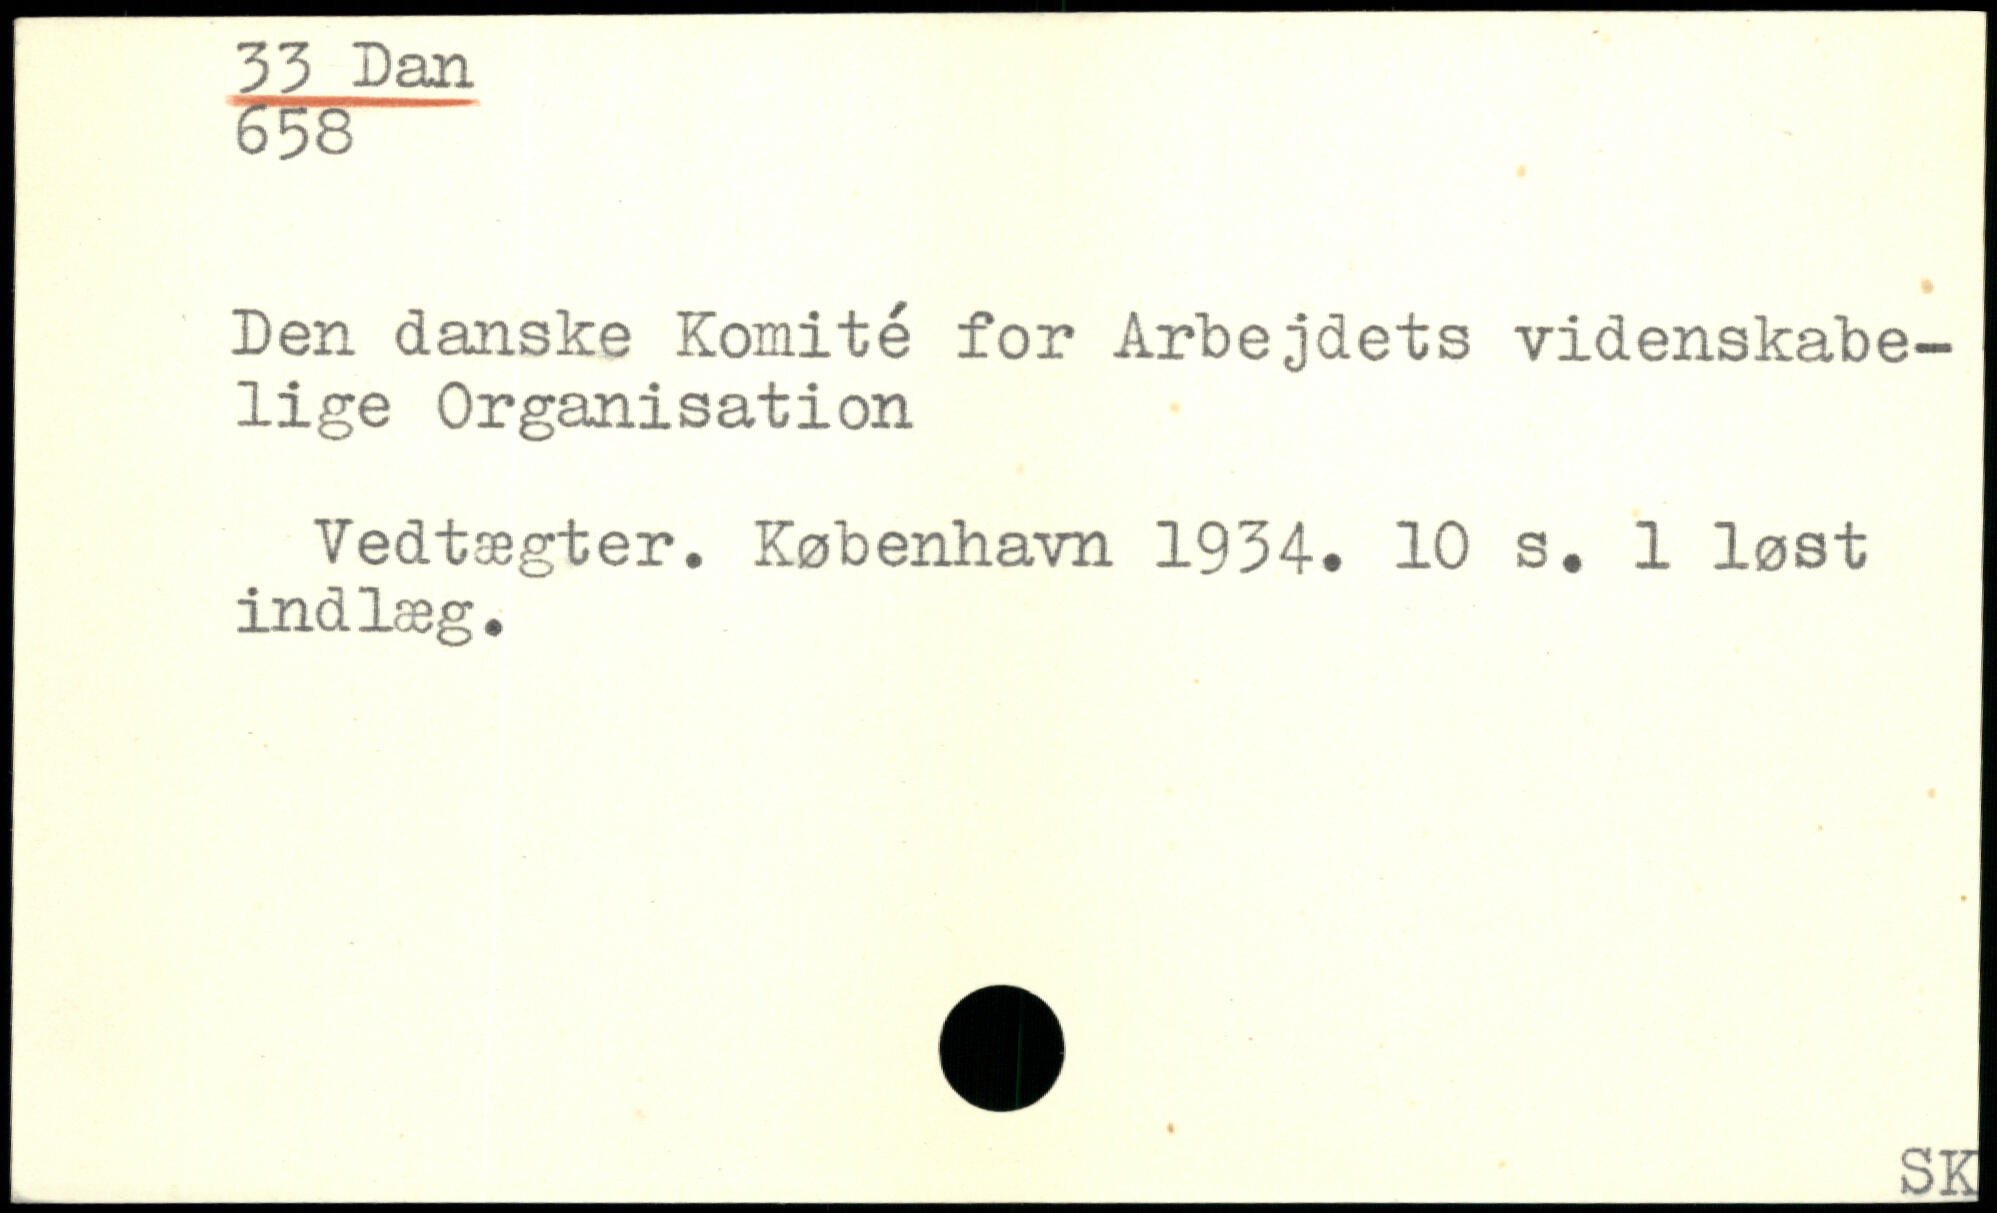 33 Dan
658
Den danske Komité for Arbejdets videnskabe-
lige Organisation
Vedtægter. København 1934. 10 s. 1 løst
indlæg.
SK